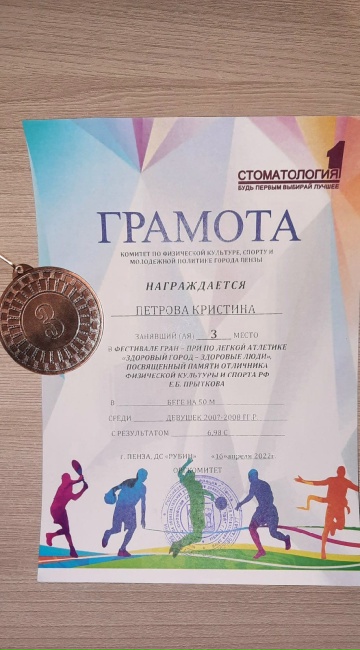 СТОМАТОЛОГИЯ 1
БУДЬ ПЕРВЫМ ВЫБИРАЙ ЛУЧШЕЕ
ГРАМОТА
КОМИТЕТ ПО ФИЗИЧЕСКОЙ КУЛЬТУРЕ, СПОРТУ И
МОЛОДЕЖНОЙ ПОЛИТИКЕ ГОРОДА ПЕНЗЫ
НАГРАЖДАЕТСЯ
ПЕТРОВА КРИСТИНА
3
ЗАНЯВШИЙ (АЯ) 3 МЕСТО
В ФЕСТИВАЛЕ ГРАН – ПРИ ПО ЛЕГКОЙ АТЛЕТИКЕ
«ЗДОРОВЫЙ ГОРОД – ЗДОРОВЫЕ ЛЮДИ»,
ПОСВЯЩЕННЫЙ ПАМЯТИ ОТЛИЧНИКА
ФИЗИЧЕСКОЙ КУЛЬТУРЫ И СПОРТА РФ
Е.Б. ПРЫТКОВА
В БЕГЕ НА 50 М
СРЕДИ ДЕВУШЕК 2007-2008 ГГ Р
С РЕЗУЛЬТАТОМ 6,98 С
Г. ПЕНЗА, ДС «РУБИН» «16» апреля 2022г.
ОРГКОМИТЕТ